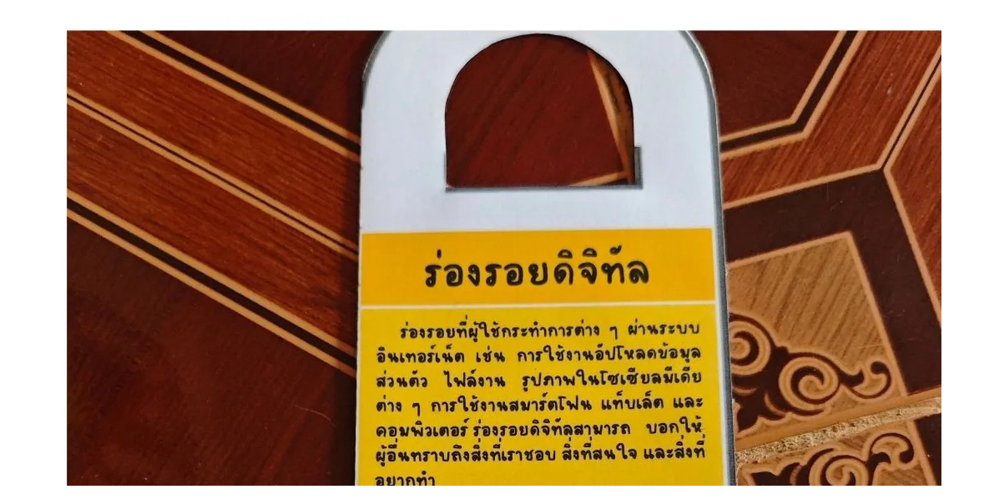 ร่องรอยดิจิทัล
ร่องรอยที่ผู้ใช้กระทำการต่าง ๆ ผ่านระบบ
อินเทอร์เน็ต เช่น การใช้งานอัปโหลดข้อมูล
ส่วนตัว ไฟล์งาน รูปภาพในโซเชียลมีเดีย
ต่าง ๆ การใช้งานสมาร์ตโฟน แท็บเล็ต และ
คอมพิวเตอร์ ร่องรอยดิจิทัลสามารถ บอกให้
ผู้อื่นทราบถึงสิ่งที่เราชอบ สิ่งที่สนใจ และสิ่งที่
อยากทำ